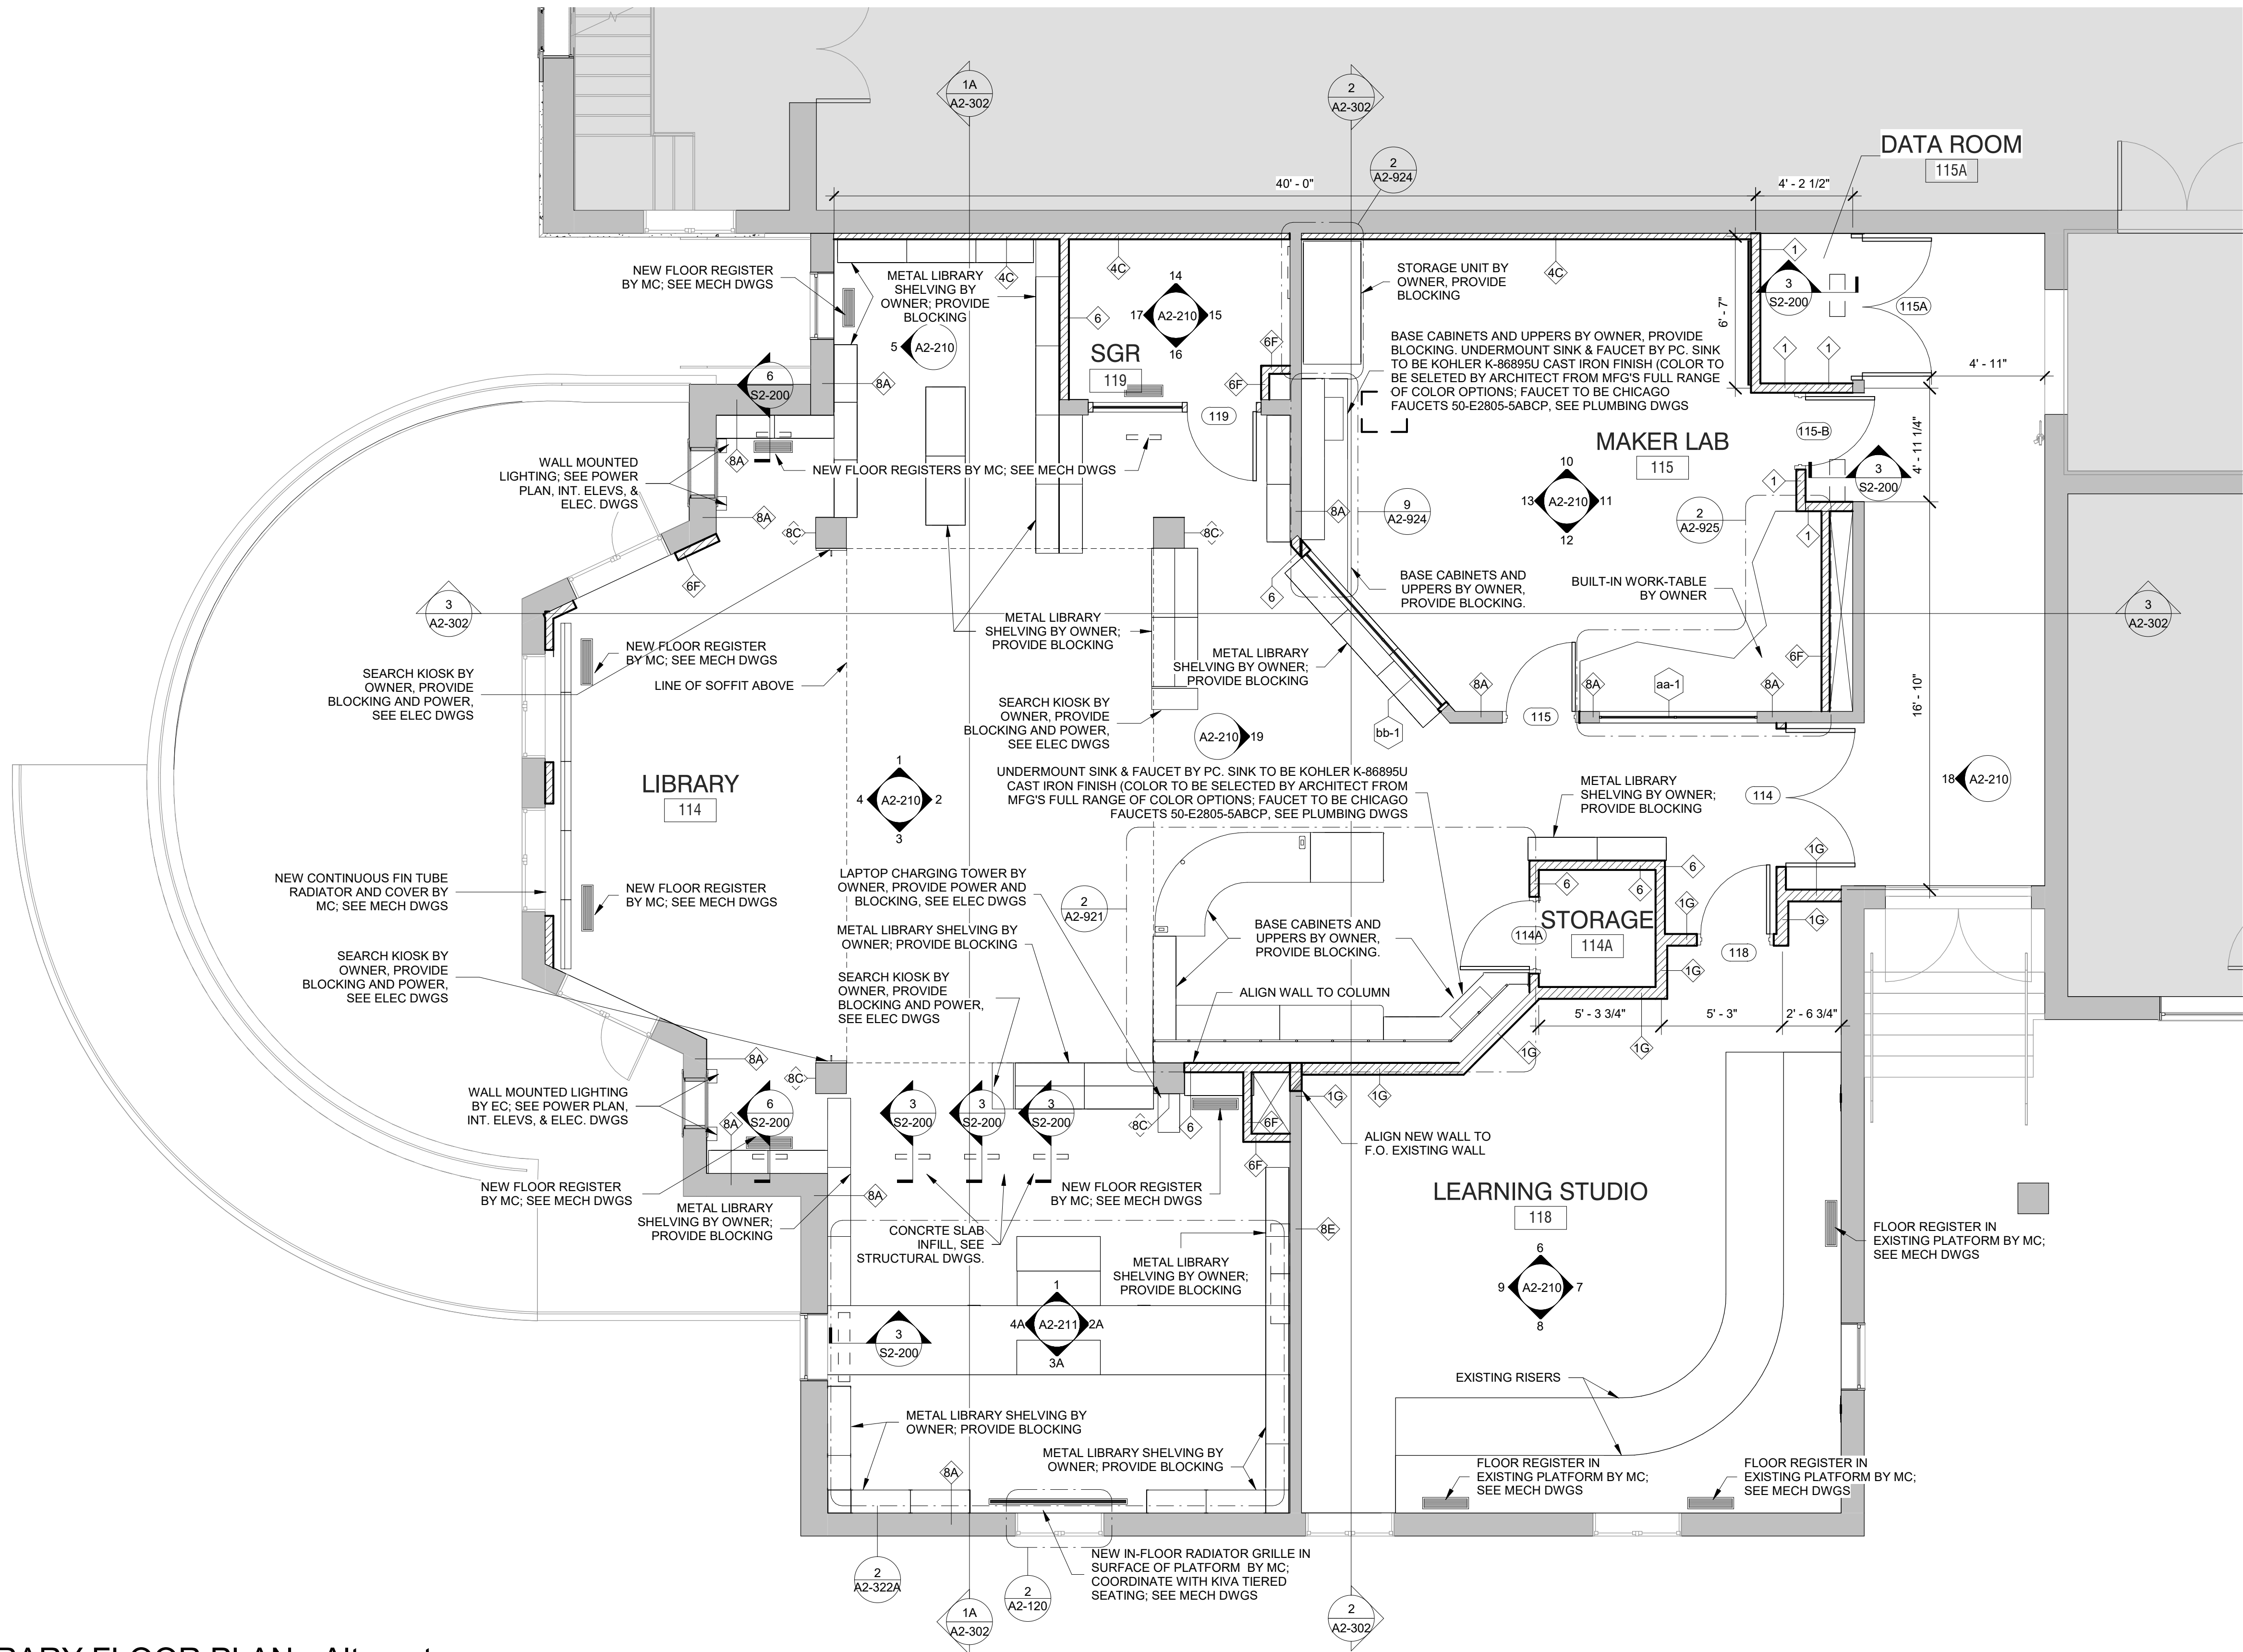 1A
A2-302
2
A2-302
2
A2-924
DATA ROOM
115A
40' - 0"
4' - 2 1/2"
NEW FLOOR REGISTER
BY MC; SEE MECH DWGS
METAL LIBRARY
SHELVING BY
OWNER; PROVIDE
BLOCKING
4C
4C
4C
1
3
S2-200
115A
14
17 A2-210 15
16
6
5 A2-210
SGR
119
6F
6F
119
STORAGE UNIT BY
OWNER, PROVIDE
BLOCKING
6' - 7"
BASE CABINETS AND UPPERS BY OWNER, PROVIDE
BLOCKING. UNDERMOUNT SINK & FAUCET BY PC. SINK
TO BE KOHLER K-86895U CAST IRON FINISH (COLOR TO
BE SELETED BY ARCHITECT FROM MFG'S FULL RANGE
OF COLOR OPTIONS; FAUCET TO BE CHICAGO
FAUCETS 50-E2805-5ABCP, SEE PLUMBING DWGS
1
1
4' - 11"
6
S2-200
8A
8A
MAKER LAB
115
115-B
4' - 11 1/4"
3
S2-200
1
WALL MOUNTED
LIGHTING; SEE POWER
PLAN, INT. ELEVS, &
ELEC. DWGS
8A
NEW FLOOR REGISTERS BY MC; SEE MECH DWGS
10
13 A2-210 11
12
9
A2-924
2
A2-925
1
8A
8A
8C
8C
6F
3
A2-302
6
BASE CABINETS AND
UPPERS BY OWNER,
PROVIDE BLOCKING.
BUILT-IN WORK-TABLE
BY OWNER
3
A2-302
METAL LIBRARY
SHELVING BY OWNER;
PROVIDE BLOCKING
NEW FLOOR REGISTER
BY MC; SEE MECH DWGS
SEARCH KIOSK BY
OWNER, PROVIDE
BLOCKING AND POWER,
SEE ELEC DWGS
LINE OF SOFFIT ABOVE
METAL LIBRARY
SHELVING BY OWNER;
PROVIDE BLOCKING
6F
8A
8A
aa-1
8A
16' - 10"
SEARCH KIOSK BY
OWNER, PROVIDE
BLOCKING AND POWER,
SEE ELEC DWGS
A2-210 19
bb-1
115
LIBRARY
114
1
4 A2-210 2
3
UNDERMOUNT SINK & FAUCET BY PC. SINK TO BE KOHLER K-86895U
CAST IRON FINISH (COLOR TO BE SELECTED BY ARCHITECT FROM
MFG'S FULL RANGE OF COLOR OPTIONS; FAUCET TO BE CHICAGO
FAUCETS 50-E2805-5ABCP, SEE PLUMBING DWGS
METAL LIBRARY
SHELVING BY OWNER;
PROVIDE BLOCKING
114
18 A2-210
NEW CONTINUOUS FIN TUBE
RADIATOR AND COVER BY
MC; SEE MECH DWGS
NEW FLOOR REGISTER
BY MC; SEE MECH DWGS
LAPTOP CHARGING TOWER BY
OWNER, PROVIDE POWER AND
BLOCKING, SEE ELEC DWGS
2
A2-921
1G
6
6
6
STORAGE
114A
114A
1G
1G
118
1G
METAL LIBRARY SHELVING BY
OWNER; PROVIDE BLOCKING
BASE CABINETS AND
UPPERS BY OWNER,
PROVIDE BLOCKING.
SEARCH KIOSK BY
OWNER, PROVIDE
BLOCKING AND POWER,
SEE ELEC DWGS
SEARCH KIOSK BY
OWNER, PROVIDE
BLOCKING AND POWER,
SEE ELEC DWGS
ALIGN WALL TO COLUMN
5' - 3 3/4"
5' - 3"
2' - 6 3/4"
1G
1G
8A
8C
WALL MOUNTED LIGHTING
BY EC; SEE POWER PLAN,
INT. ELEVS, & ELEC. DWGS
8A
6
S2-200
3
S2-200
3
S2-200
3
S2-200
8C
6
6F
1G
1G
6F
ALIGN NEW WALL TO
F.O. EXISTING WALL
NEW FLOOR REGISTER
BY MC; SEE MECH DWGS
8A
NEW FLOOR REGISTER
BY MC; SEE MECH DWGS
METAL LIBRARY
SHELVING BY OWNER;
PROVIDE BLOCKING
CONCRTE SLAB
INFILL, SEE
STRUCTURAL DWGS.
8E
LEARNING STUDIO
118
METAL LIBRARY
SHELVING BY OWNER;
PROVIDE BLOCKING
FLOOR REGISTER IN
EXISTING PLATFORM BY MC;
SEE MECH DWGS
6
9 A2-210 7
8
1
4A A2-211 2A
3A
3
S2-200
EXISTING RISERS
METAL LIBRARY SHELVING BY
OWNER; PROVIDE BLOCKING
METAL LIBRARY SHELVING BY
OWNER; PROVIDE BLOCKING
8A
FLOOR REGISTER IN
EXISTING PLATFORM BY MC;
SEE MECH DWGS
FLOOR REGISTER IN
EXISTING PLATFORM BY MC;
SEE MECH DWGS
NEW IN-FLOOR RADIATOR GRILLE IN
SURFACE OF PLATFORM BY MC;
COORDINATE WITH KIVA TIERED
SEATING; SEE MECH DWGS
2
A2-322A
2
A2-120
1A
A2-302
2
A2-302